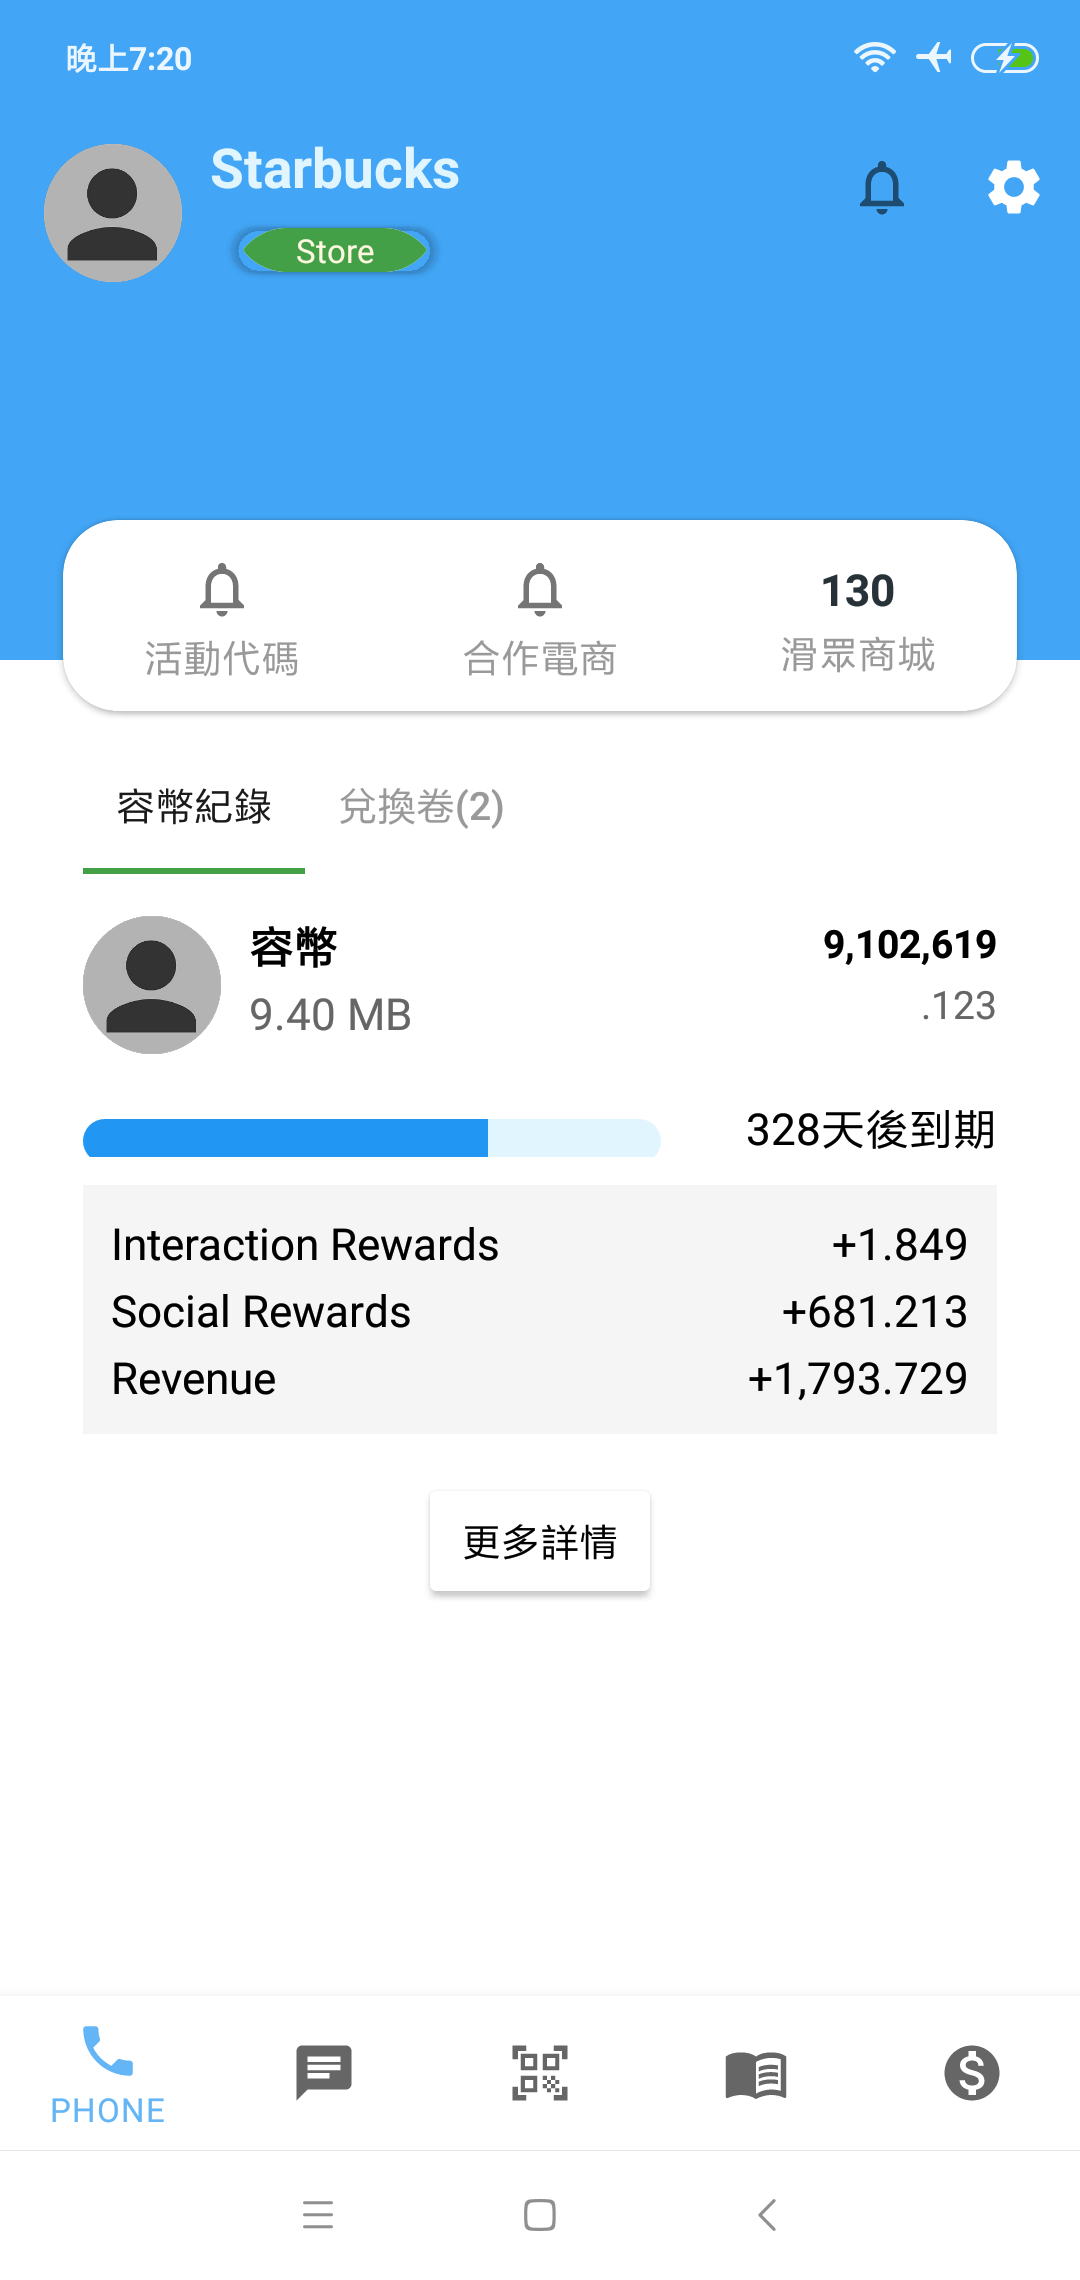 晚上7:20
Starbucks
Store
130
活動代碼
合作電商
滑眾商城
容幣紀錄
兌換卷(2)
容幣
9,102,619
9.40 MB
.123
328天後到期
Interaction Rewards
+1.849
Social Rewards
+681.213
Revenue
+1,793.729
更多詳情
PHONE